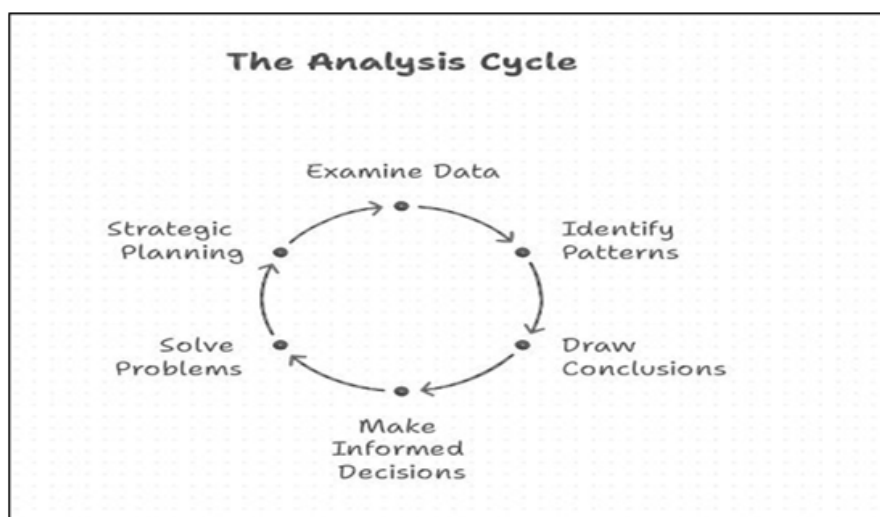 The Analysis Cycle
Examine Data
Identify
Patterns
Draw
Conclusions
Make
Informed
Decisions
Solve
Problems
Strategic
Planning